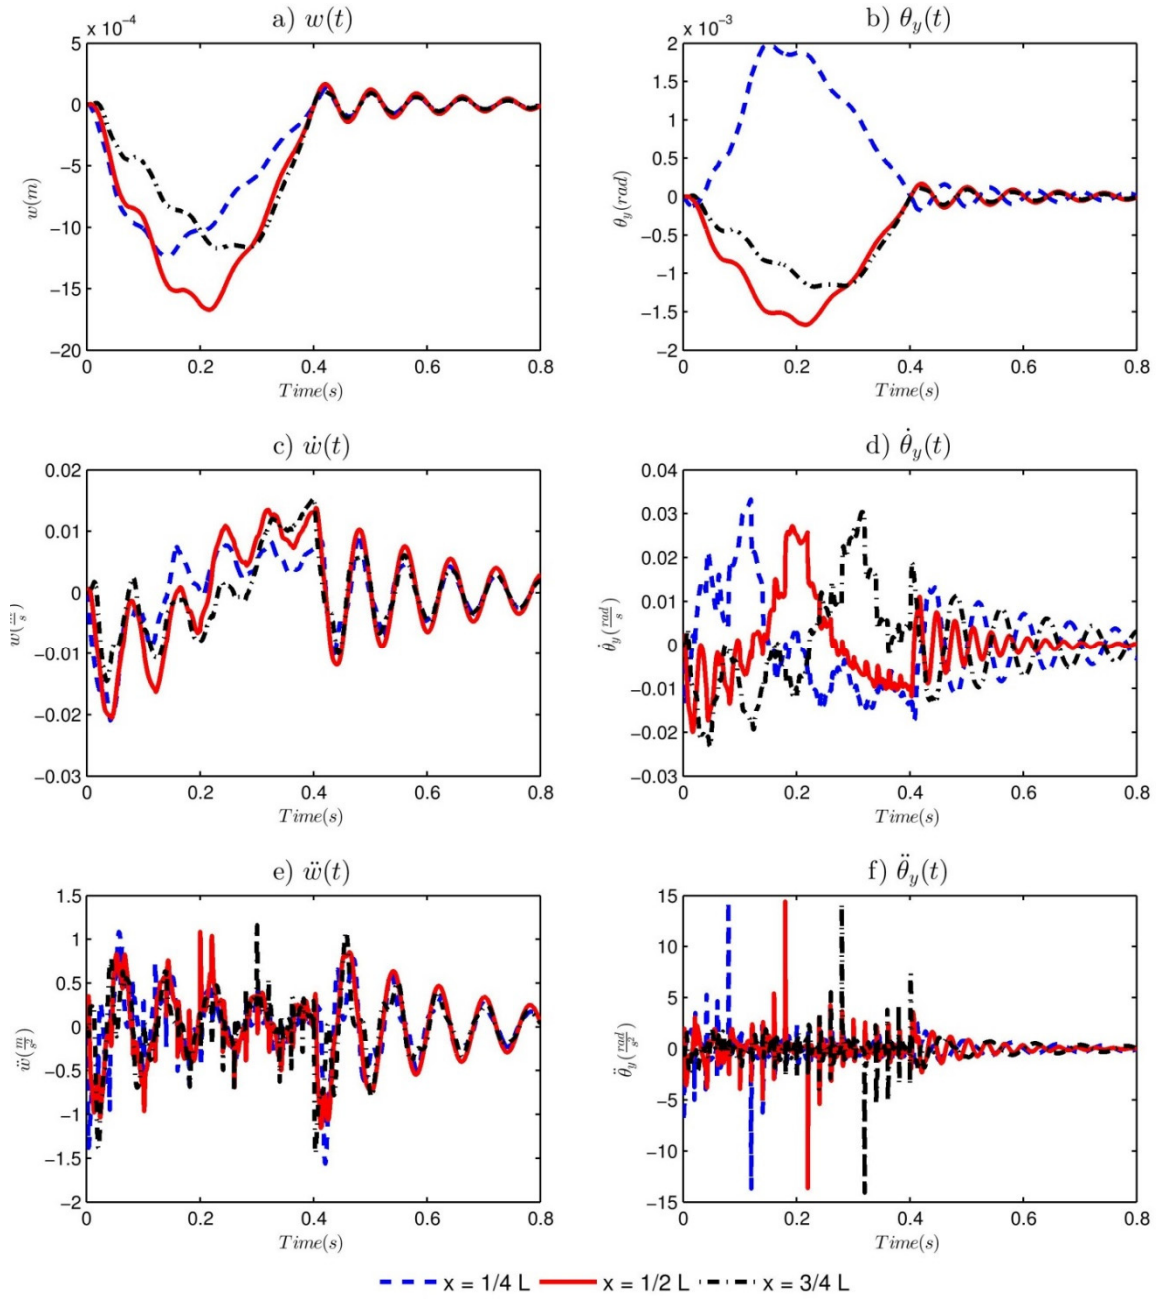 a) w(t)
x 10⁻⁴
5
0
−5
−10
−15
−20
w(m)
0 0.2 0.4 0.6 0.8
Time(s)
b) θy(t)
x 10⁻³
2
1.5
1
0.5
0
−0.5
−1
−1.5
−2
θy(rad)
0 0.2 0.4 0.6 0.8
Time(s)
c) ẇ(t)
0.02
0.01
0
−0.01
−0.02
−0.03
0 0.2 0.4 0.6 0.8
Time(s)
d) θ̇y(t)
0.04
0.03
0.02
0.01
0
−0.01
−0.02
−0.03
θ̇y(rad/s)
0 0.2 0.4 0.6 0.8
Time(s)
e) ẅ(t)
1.5
1
0.5
0
−0.5
−1
−1.5
−2
ẅ(m/s²)
0 0.2 0.4 0.6 0.8
Time(s)
f) θ̈y(t)
15
10
5
0
−5
−10
−15
θ̈y(rad/s²)
0 0.2 0.4 0.6 0.8
Time(s)
x = 1/4 L x = 1/2 L x = 3/4 L